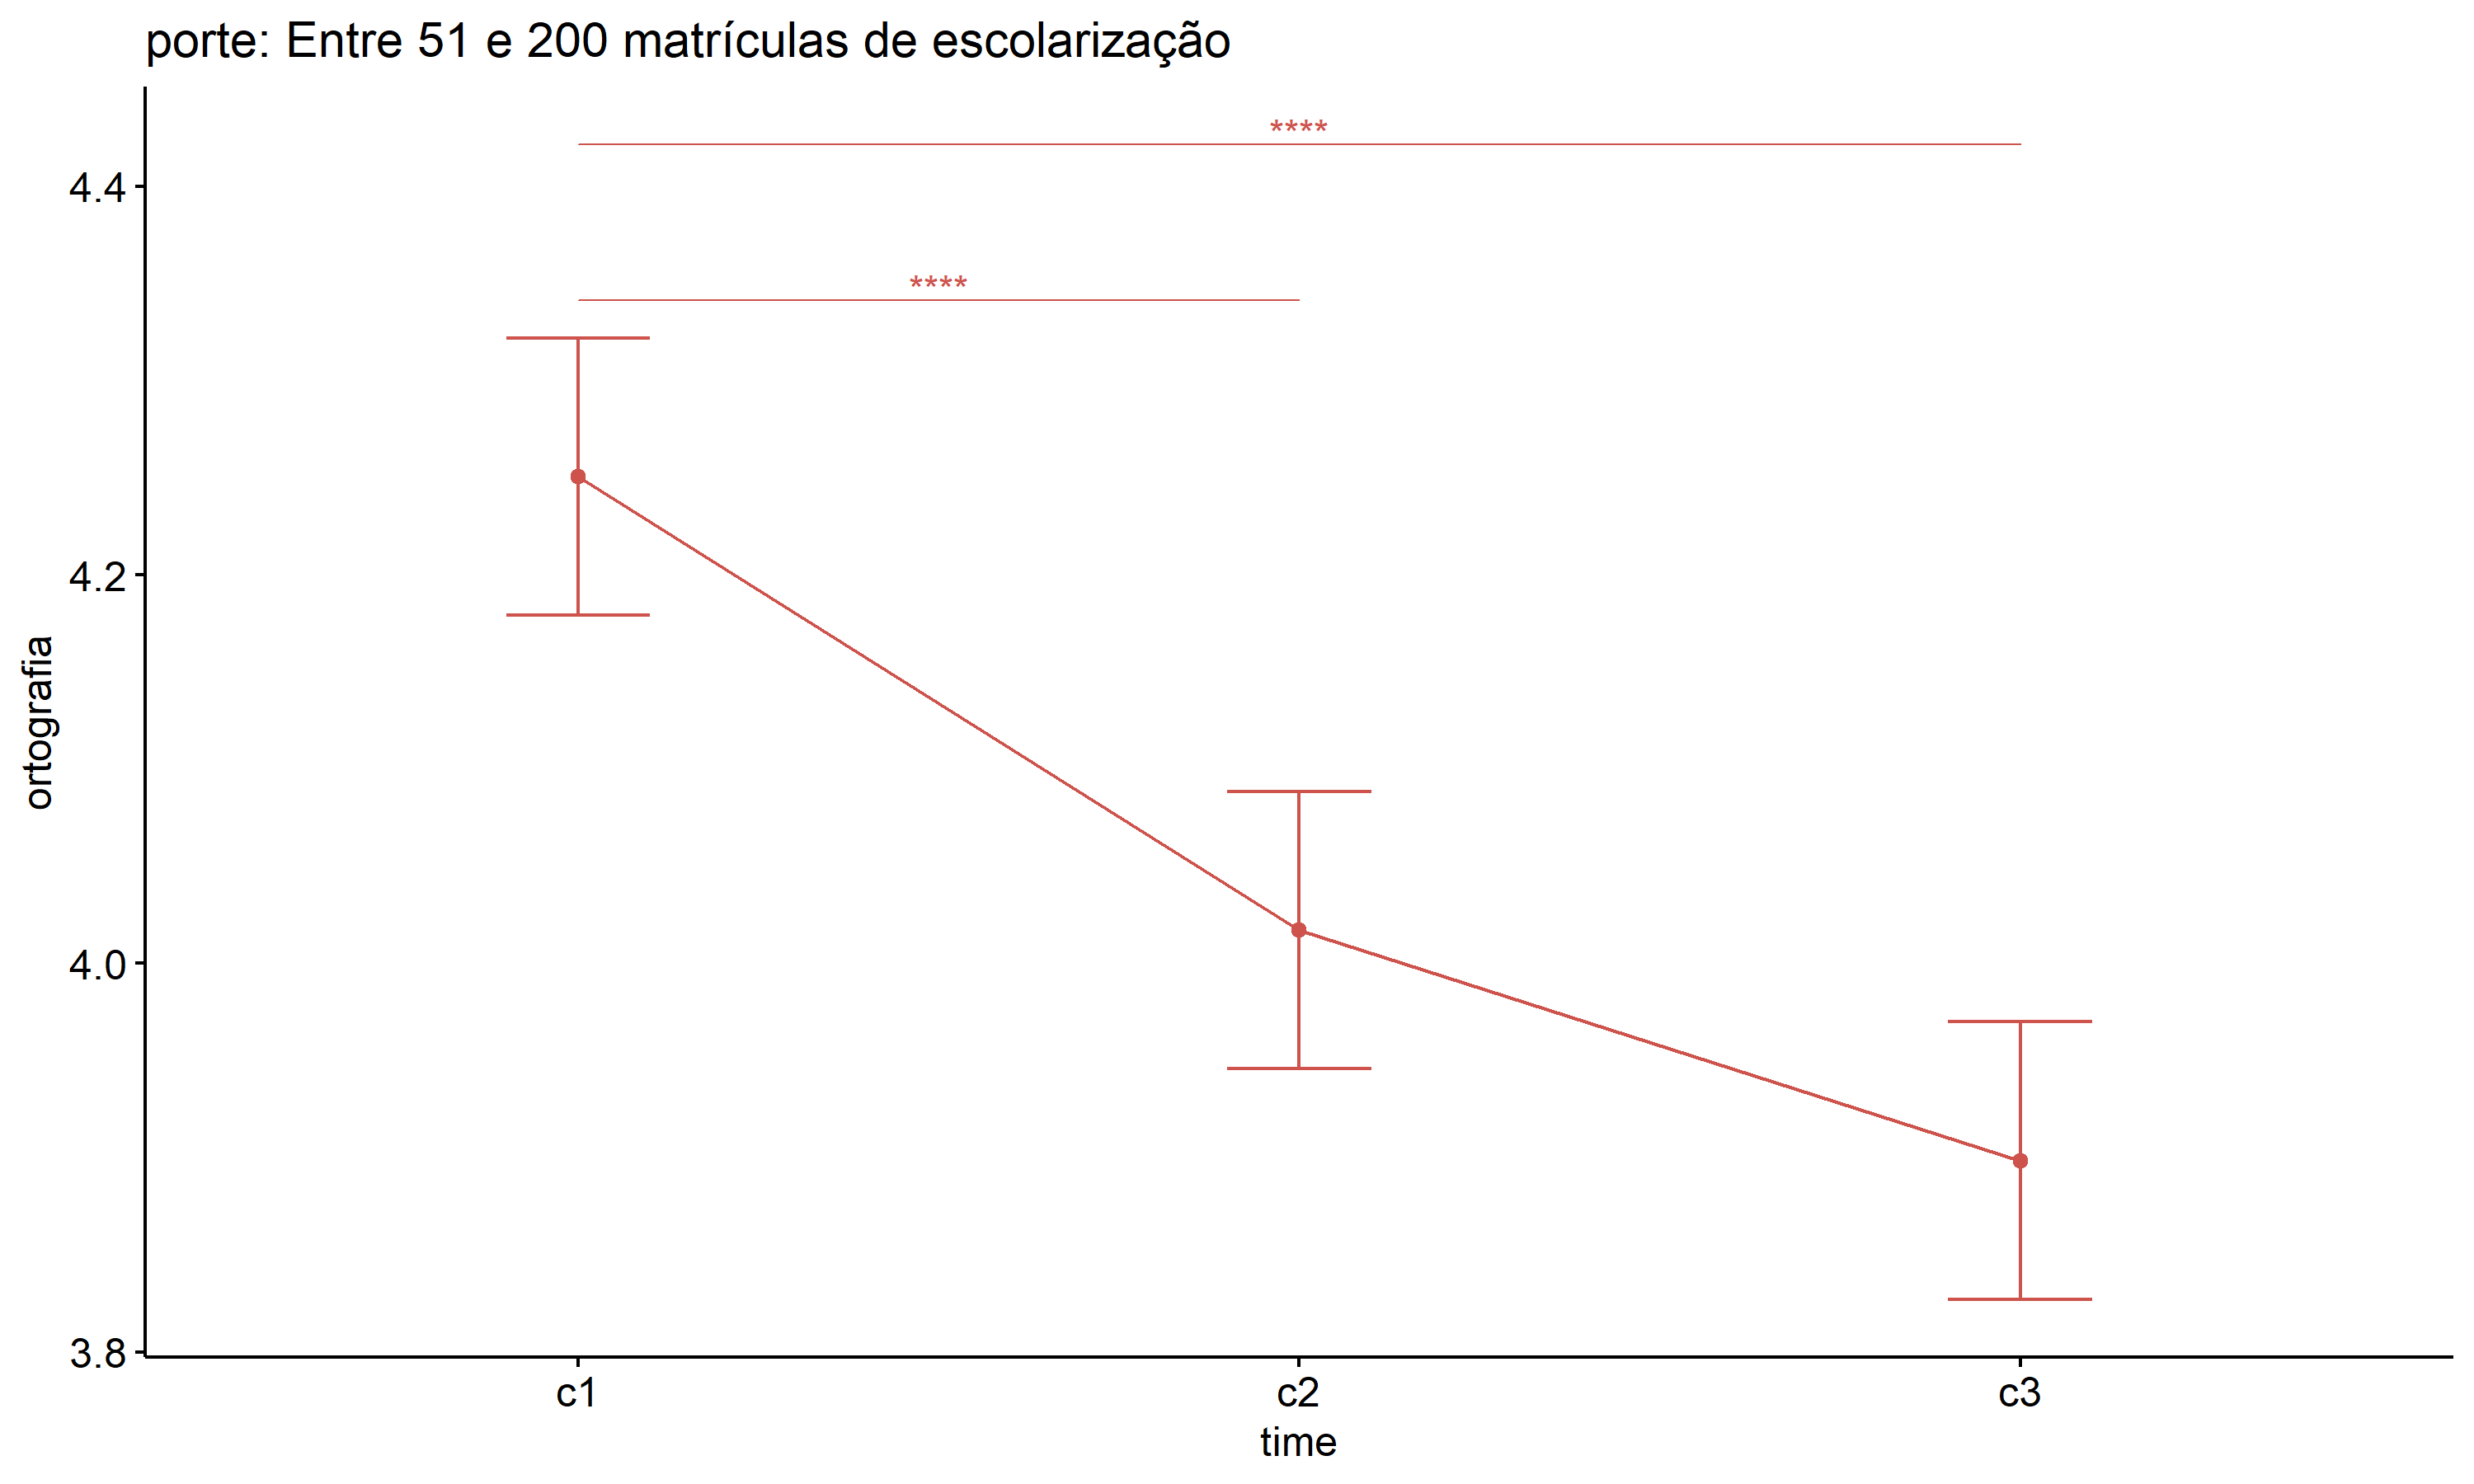 porte: Entre 51 e 200 matrículas de escolarização
****
4.4
****
4.2
ortografia
4.0
3.8
c1 c2 c3
time